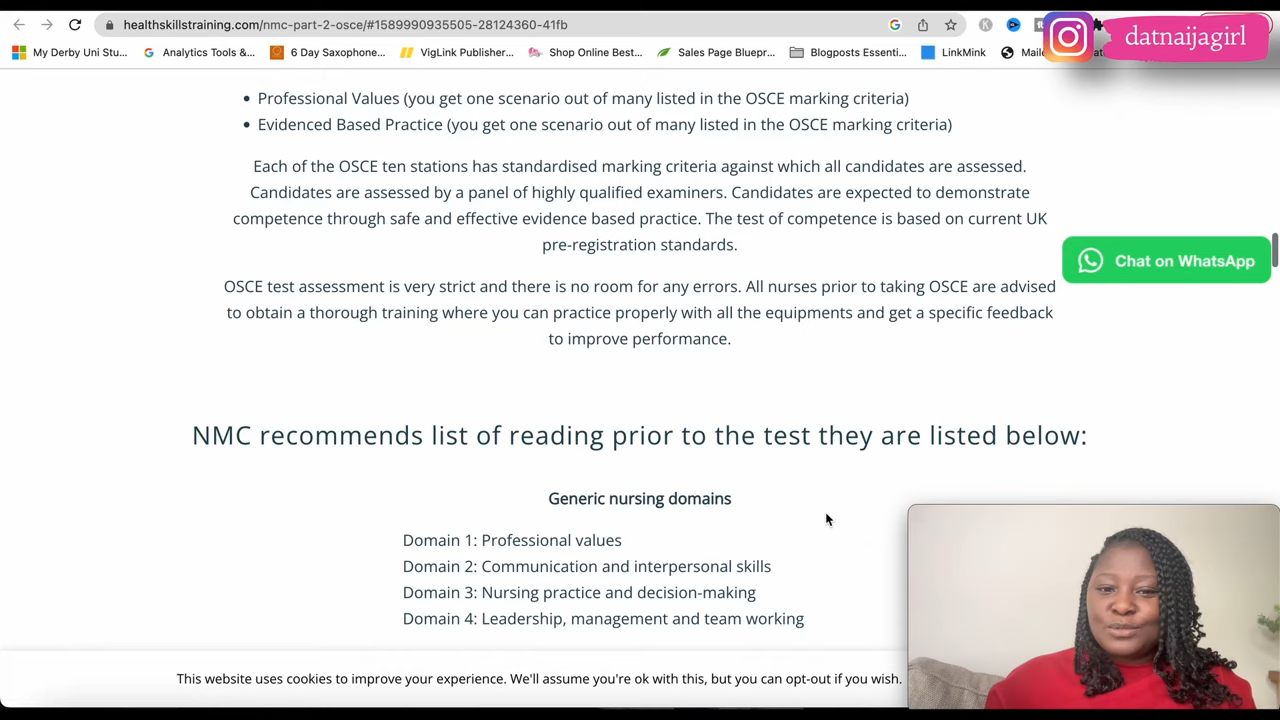 healthskillstraining.com/nmc-part-2-osce/#1589990935505-28124360-41fb
datnaijagirl
My Derby Uni Stu...
Analytics Tools &...
6 Day Saxophone...
VigLink Publisher...
Shop Online Best...
Sales Page Bluepr...
Blogposts Essenti...
LinkMink
Professional Values (you get one scenario out of many listed in the OSCE marking criteria)
Evidenced Based Practice (you get one scenario out of many listed in the OSCE marking criteria)
Each of the OSCE ten stations has standardised marking criteria against which all candidates are assessed.
Candidates are assessed by a panel of highly qualified examiners. Candidates are expected to demonstrate
competence through safe and effective evidence based practice. The test of competence is based on current UK
pre-registration standards.
Chat on WhatsApp
OSCE test assessment is very strict and there is no room for any errors. All nurses prior to taking OSCE are advised
to obtain a thorough training where you can practice properly with all the equipments and get a specific feedback
to improve performance.
NMC recommends list of reading prior to the test they are listed below:
Generic nursing domains
Domain 1: Professional values
Domain 2: Communication and interpersonal skills
Domain 3: Nursing practice and decision-making
Domain 4: Leadership, management and team working
This website uses cookies to improve your experience. We'll assume you're ok with this, but you can opt-out if you wish.